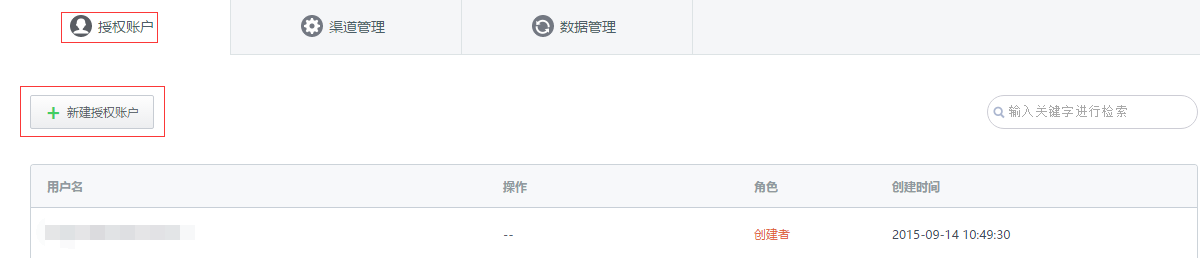 授权账户 渠道管理 数据管理
新建授权账户 输入关键字进行检索
用户名 操作 角色 创建时间
-- 创建者 2015-09-14 10:49:30